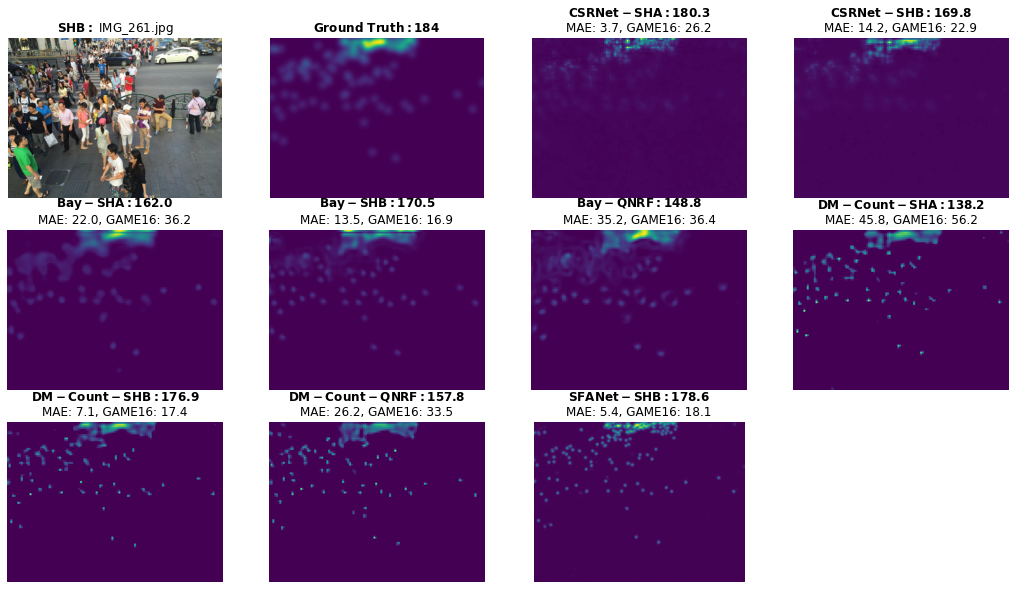 SHB: IMG_261.jpg
Ground Truth: 184
CSRNet − SHA: 180.3
MAE: 3.7, GAME16: 26.2
CSRNet − SHB: 169.8
MAE: 14.2, GAME16: 22.9
Bay − SHA: 162.0
MAE: 22.0, GAME16: 36.2
Bay − SHB: 170.5
MAE: 13.5, GAME16: 16.9
Bay − QNRF: 148.8
MAE: 35.2, GAME16: 36.4
DM − Count − SHA: 138.2
MAE: 45.8, GAME16: 56.2
DM − Count − SHB: 176.9
MAE: 7.1, GAME16: 17.4
DM − Count − QNRF: 157.8
MAE: 26.2, GAME16: 33.5
SFANet − SHB: 178.6
MAE: 5.4, GAME16: 18.1